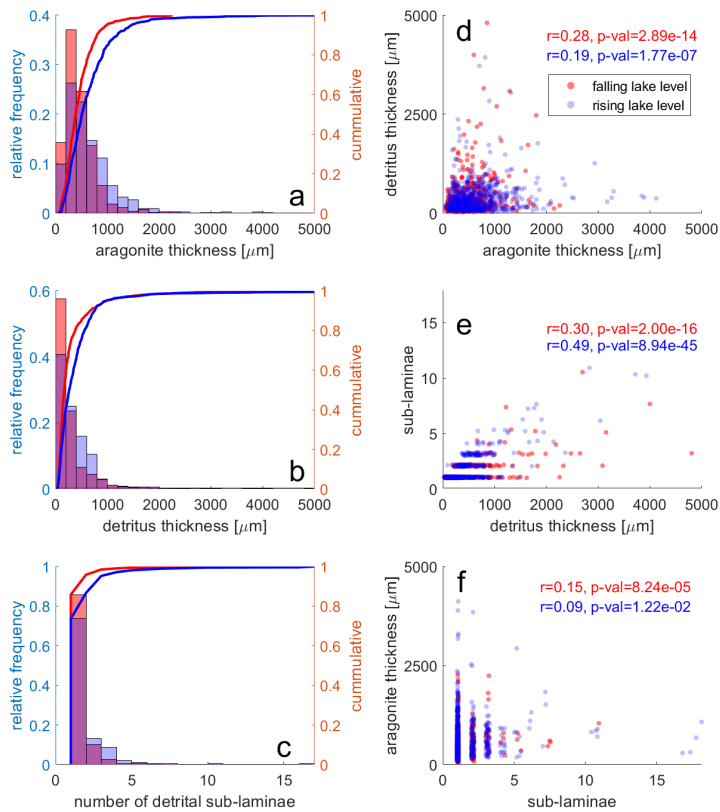 0.4
0.3
0.2
0.1
0
relative frequency
1
0.8
0.6
0.4
0.2
0
cummulative
a
0 1000 2000 3000 4000 5000
aragonite thickness [μm]
d
r=0.28, p-val=2.89e-14
r=0.19, p-val=1.77e-07
falling lake level
rising lake level
5000
2500
0
detritus thickness [μm]
0 1000 2000 3000 4000 5000
aragonite thickness [μm]
0.6
0.4
0.2
0
relative frequency
1
0.8
0.6
0.4
0.2
0
cummulative
b
0 1000 2000 3000 4000 5000
detritus thickness [μm]
e
r=0.30, p-val=2.00e-16
r=0.49, p-val=8.94e-45
15
10
5
0
sub-laminae
0 1000 2000 3000 4000 5000
detritus thickness [μm]
1
0.8
0.6
0.4
0.2
0
relative frequency
1
0.8
0.6
0.4
0.2
0
cummulative
c
0 5 10 15
number of detrital sub-laminae
f
r=0.15, p-val=8.24e-05
r=0.09, p-val=1.22e-02
5000
2500
0
aragonite thickness [μm]
0 5 10 15
sub-laminae